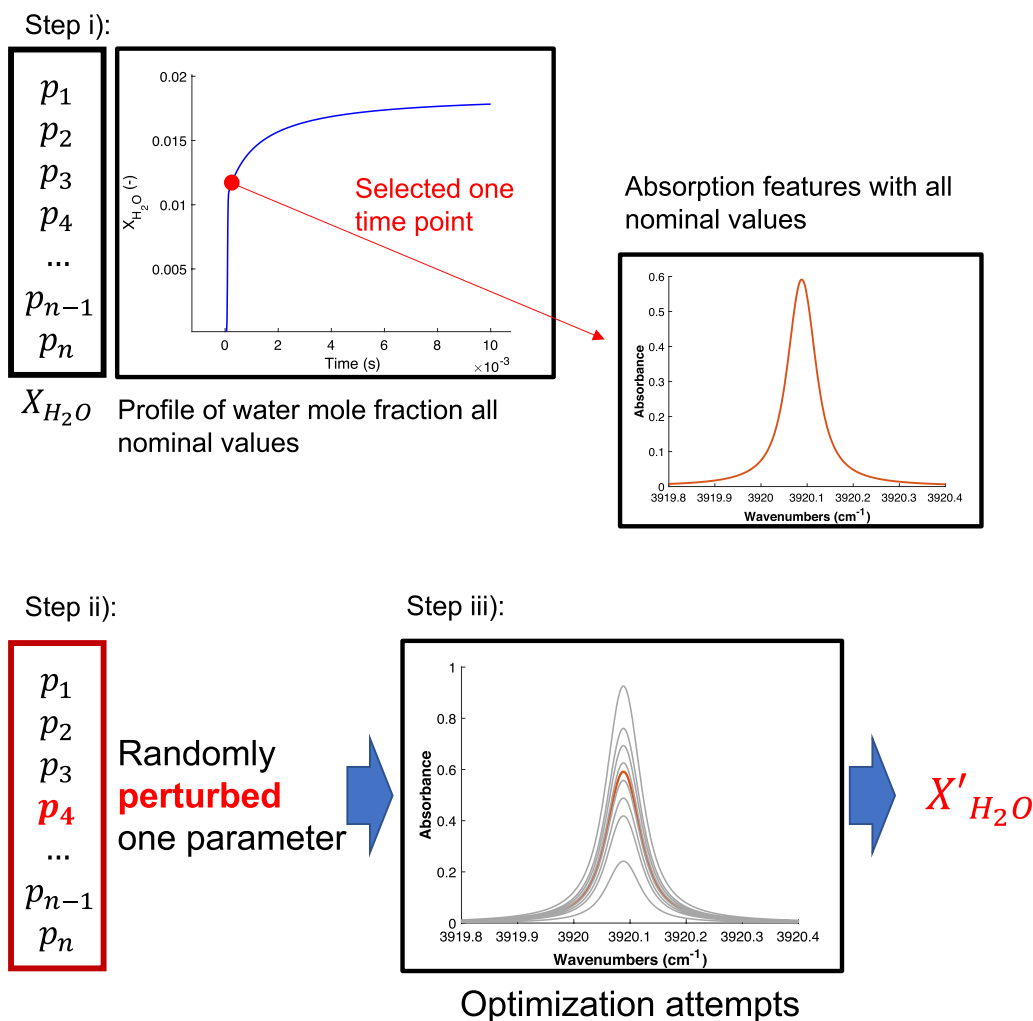 Step i):
p₁
p₂
p₃
p₄
...
pₙ₋₁
pₙ
X_{H₂O}
0.02
0.015
0.01
0.005
X_{H₂O} (-)
0
2
4
6
8
10
Time (s)
×10⁻³
Selected one
time point
Profile of water mole fraction all
nominal values
Absorption features with all
nominal values
0.6
0.5
0.4
0.3
0.2
0.1
0
Absorbance
3919.8
3919.9
3920
3920.1
3920.2
3920.3
3920.4
Wavenumbers (cm⁻¹)
Step ii):
p₁
p₂
p₃
p₄
...
pₙ₋₁
pₙ
Randomly
perturbed
one parameter
Step iii):
1
0.8
0.6
0.4
0.2
0
Absorbance
3919.8
3919.9
3920
3920.1
3920.2
3920.3
3920.4
Wavenumbers (cm⁻¹)
Optimization attempts
X'_{H₂O}